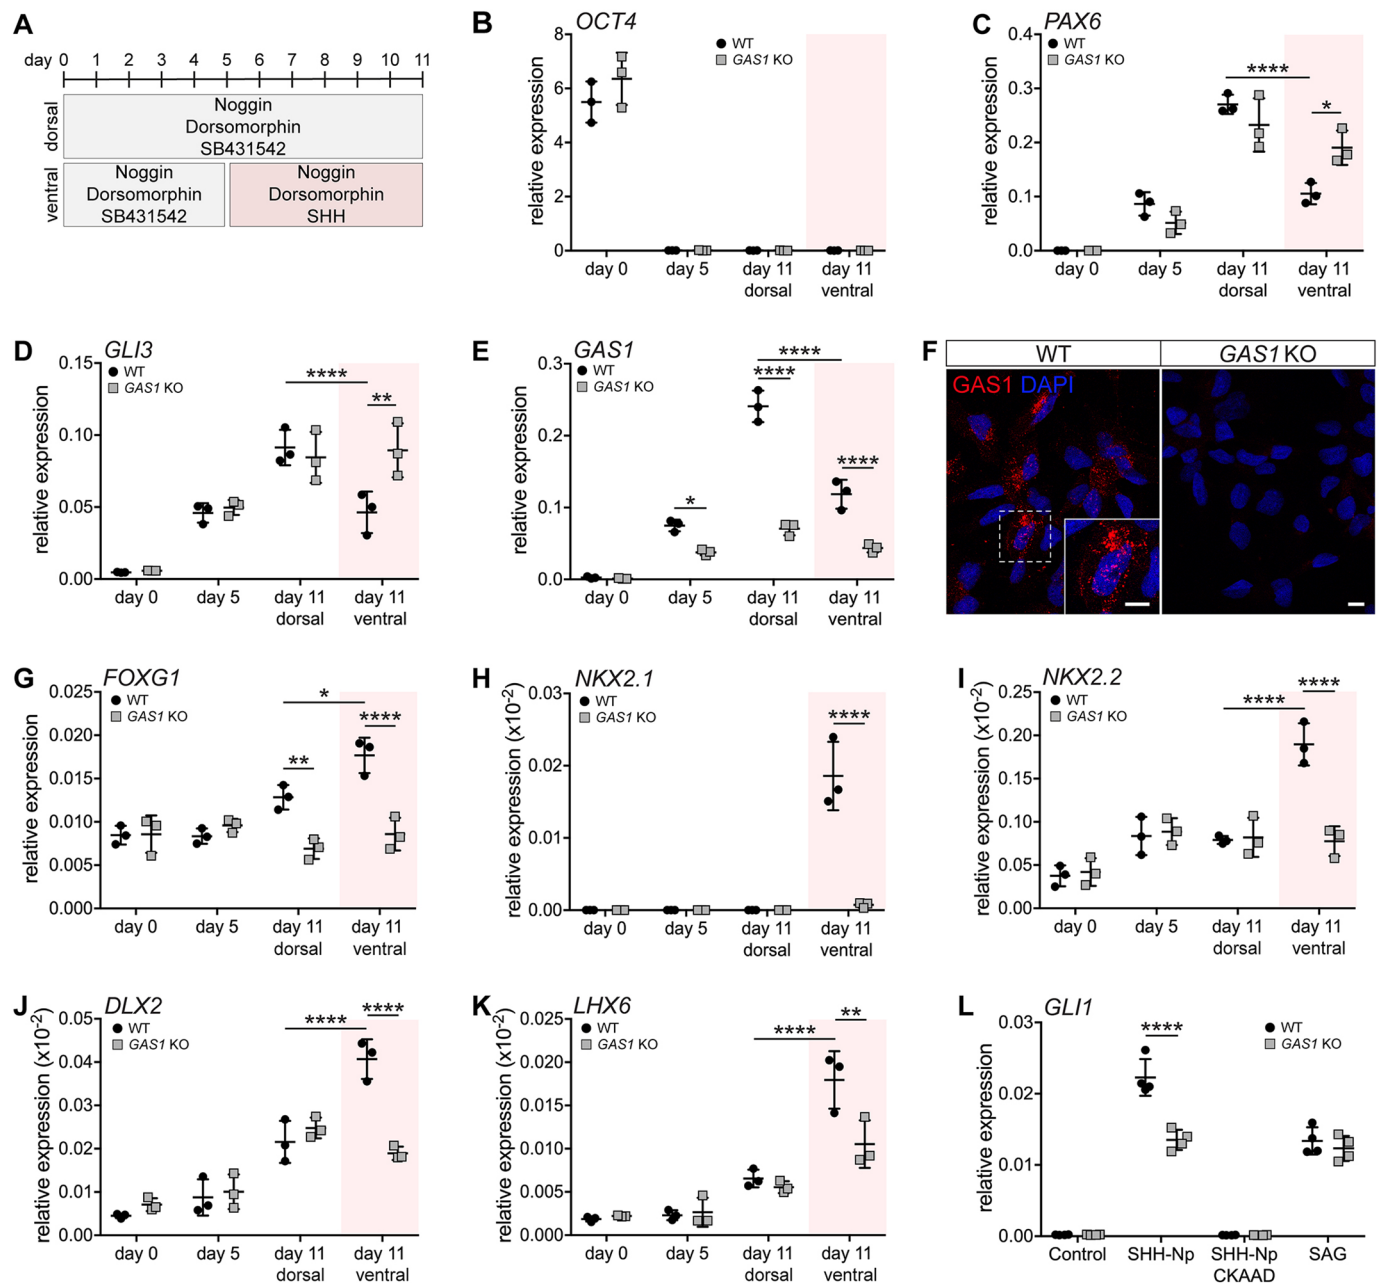 A
day 0 1 2 3 4 5 6 7 8 9 10 11
dorsal
Noggin
Dorsomorphin
SB431542
ventral
Noggin
Dorsomorphin
SB431542
Noggin
Dorsomorphin
SHH
B
OCT4
WT
GAS1 KO
relative expression
8
6
4
2
0
day 0 day 5 day 11 dorsal day 11 ventral
C
PAX6
WT
GAS1 KO
****
*
relative expression
0.4
0.3
0.2
0.1
0.0
day 0 day 5 day 11 dorsal day 11 ventral
D
GLI3
WT
GAS1 KO
****
**
relative expression
0.15
0.10
0.05
0.00
day 0 day 5 day 11 dorsal day 11 ventral
E
GAS1
WT
GAS1 KO
****
****
****
*
relative expression
0.3
0.2
0.1
0.0
day 0 day 5 day 11 dorsal day 11 ventral
F
WT
GAS1 KO
GAS1 DAPI
G
FOXG1
WT
GAS1 KO
*
****
**
relative expression
0.025
0.020
0.015
0.010
0.005
0.000
day 0 day 5 day 11 dorsal day 11 ventral
H
NKX2.1
WT
GAS1 KO
****
relative expression (x10-2)
0.03
0.02
0.01
0.00
day 0 day 5 day 11 dorsal day 11 ventral
I
NKX2.2
WT
GAS1 KO
****
****
relative expression (x10-2)
0.25
0.20
0.15
0.10
0.05
0.00
day 0 day 5 day 11 dorsal day 11 ventral
J
DLX2
WT
GAS1 KO
****
****
relative expression (x10-2)
0.05
0.04
0.03
0.02
0.01
0.00
day 0 day 5 day 11 dorsal day 11 ventral
K
LHX6
WT
GAS1 KO
****
**
relative expression (x10-2)
0.025
0.020
0.015
0.010
0.005
0.000
day 0 day 5 day 11 dorsal day 11 ventral
L
GLI1
WT
GAS1 KO
****
relative expression
0.03
0.02
0.01
0.00
Control SHH-Np SHH-Np CKAAD SAG